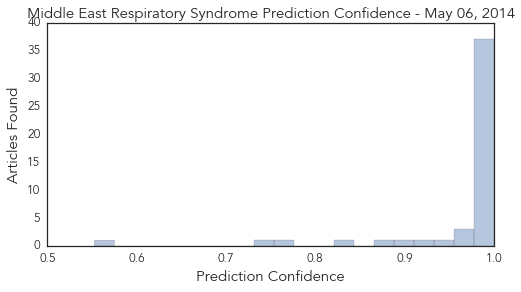 Middle East Respiratory Syndrome Prediction Confidence - May 06, 2014
40
35
30
25
20
15
10
5
0
Articles Found
0.5 0.6 0.7 0.8 0.9 1.0
Prediction Confidence